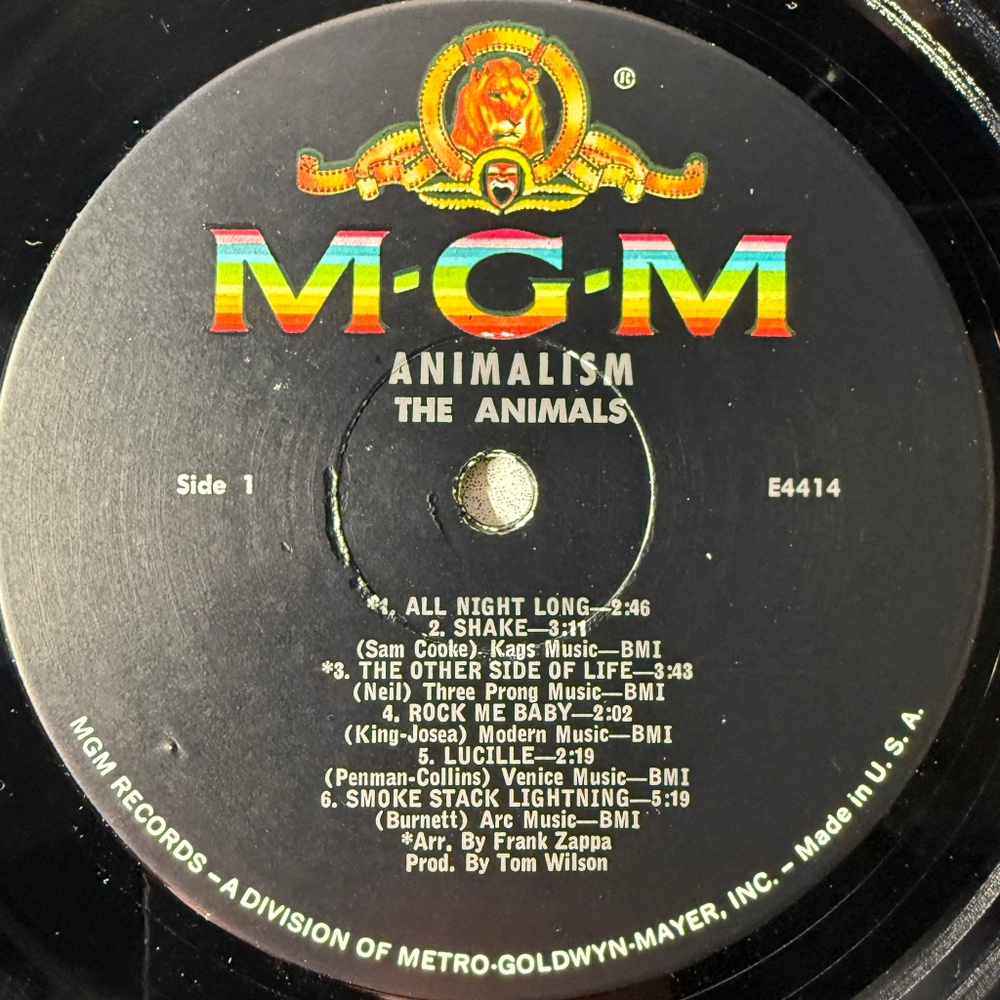 ®
M·G·M
ANIMALISM
THE ANIMALS
Side 1
E4414
*1. ALL NIGHT LONG—2:46
2. SHAKE—3:11
(Sam Cooke) Kags Music—BMI
*3. THE OTHER SIDE OF LIFE—3:43
(Neil) Three Prong Music—BMI
4. ROCK ME BABY—2:02
(King-Josea) Modern Music—BMI
5. LUCILLE—2:19
(Penman-Collins) Venice Music—BMI
6. SMOKE STACK LIGHTNING—5:19
(Burnett) Arc Music—BMI
*Arr. By Frank Zappa
Prod. By Tom Wilson
MGM RECORDS – A DIVISION OF METRO·GOLDWYN·MAYER, INC. – Made in U. S. A.